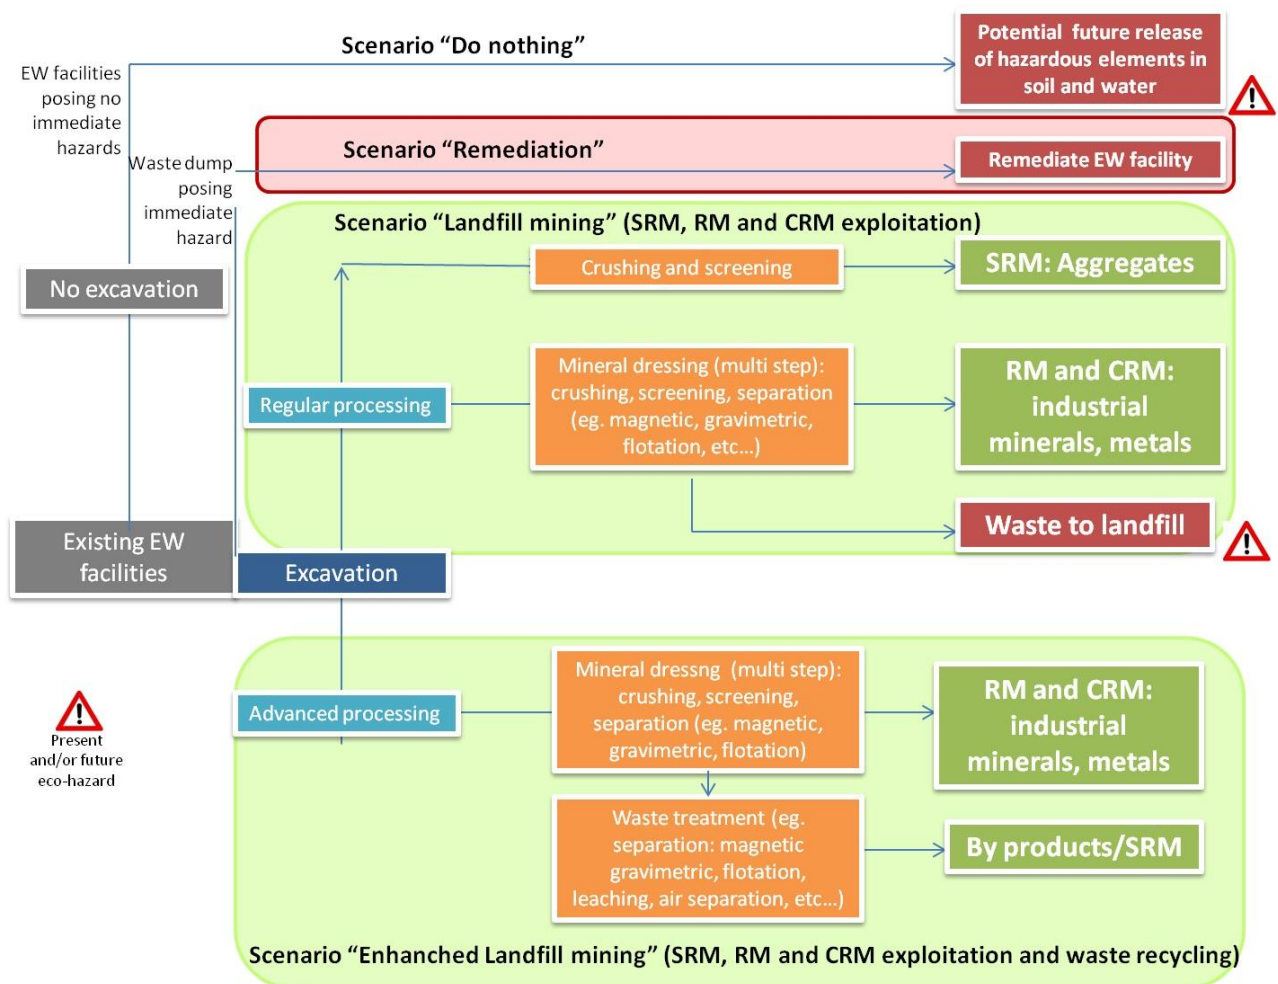 Scenario “Do nothing”
Potential future release
of hazardous elements in
soil and water
EW facilities
posing no
immediate
hazards
Scenario “Remediation”
Remediate EW facility
Waste dump
posing
immediate
hazard
Scenario “Landfill mining” (SRM, RM and CRM exploitation)
Crushing and screening
SRM: Aggregates
No excavation
Regular processing
Mineral dressing (multi step):
crushing, screening, separation
(eg. magnetic, gravimetric,
flotation, etc...)
RM and CRM:
industrial
minerals, metals
Waste to landfill
Existing EW
facilities
Excavation
Advanced processing
Mineral dressng (multi step):
crushing, screening,
separation (eg. magnetic,
gravimetric, flotation)
RM and CRM:
industrial
minerals, metals
Present
and/or future
eco-hazard
Waste treatment (eg.
separation: magnetic
gravimetric, flotation,
leaching, air separation, etc...)
By products/SRM
Scenario “Enhanched Landfill mining” (SRM, RM and CRM exploitation and waste recycling)